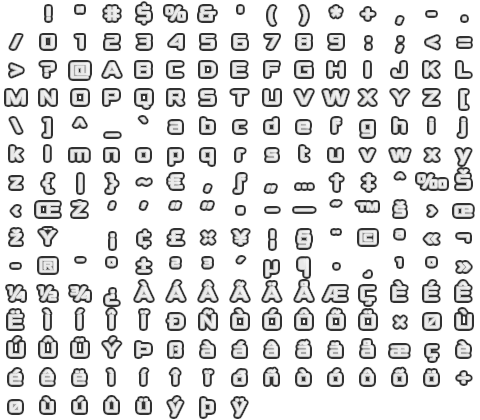 ! " # $ % & ' ( ) * + , - .
/ 0 1 2 3 4 5 6 7 8 9 : ; < =
> ? @ A B C D E F G H I J K L
M N O P Q R S T U V W X Y Z [
\ ] ^ _ ` a b c d e f g h i j
k l m n o p q r s t u v w x y
z { | } ~ € ‚ ƒ „ … † ‡ ˆ ‰ Š
‹ Œ Ž ‘ ’ “ ” • – — ˜ ™ š › œ
ž Ÿ ¡ ¢ £ ¤ ¥ ¦ § ¨ © ª « ¬
- ® ¯ ° ± ² ³ ´ µ ¶ · ¸ ¹ º »
¼ ½ ¾ ¿ À Á Â Ã Ä Å Æ Ç È É Ê
Ë Ì Í Î Ï Ð Ñ Ò Ó Ô Õ Ö × Ø Ù
Ú Û Ü Ý Þ ß à á â ã ä å æ ç è
é ê ë ì í î ï ð ñ ò ó ô õ ö ÷
ø ù ú û ü ý þ ÿ